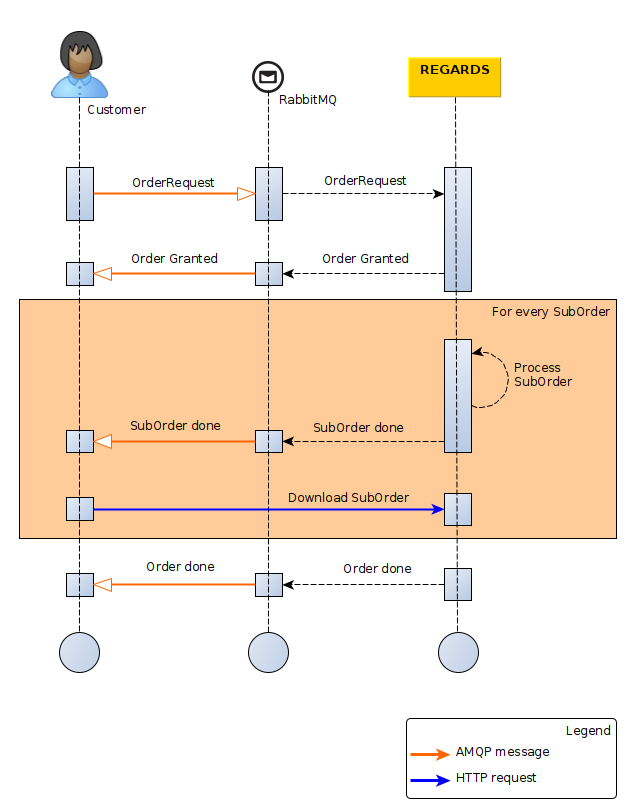 REGARDS
RabbitMQ
Customer
OrderRequest
OrderRequest
Order Granted
Order Granted
For every SubOrder
Process
SubOrder
SubOrder done
SubOrder done
Download SubOrder
Order done
Order done
Legend
AMQP message
HTTP request